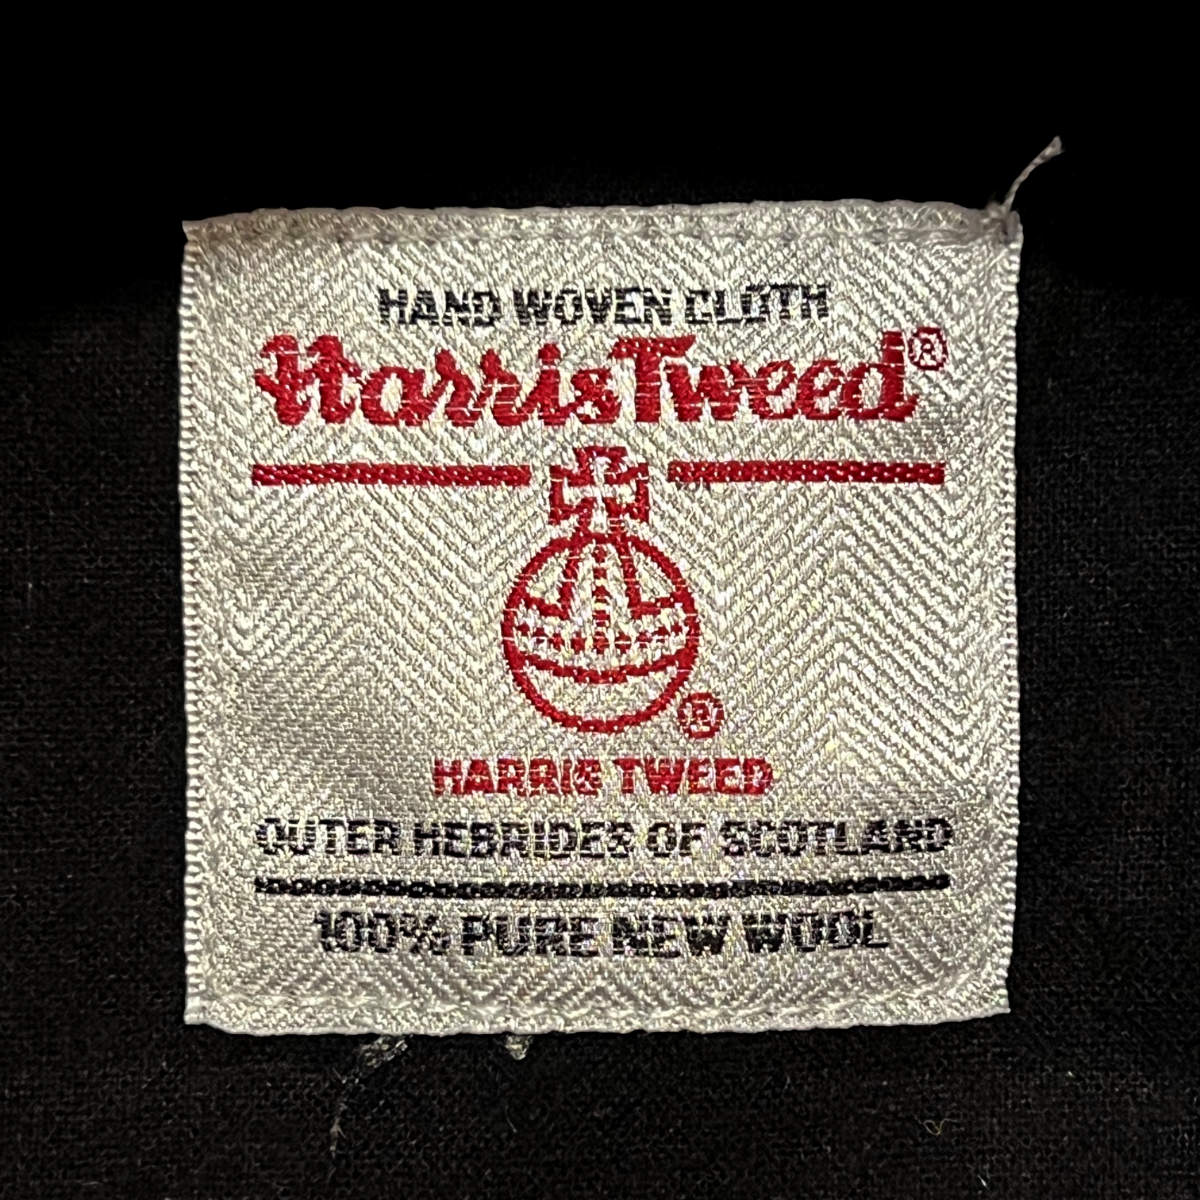 HAND WOVEN CLOTH
Harris Tweed®
®
HARRIS TWEED
OUTER HEBRIDES OF SCOTLAND
100% PURE NEW WOOL